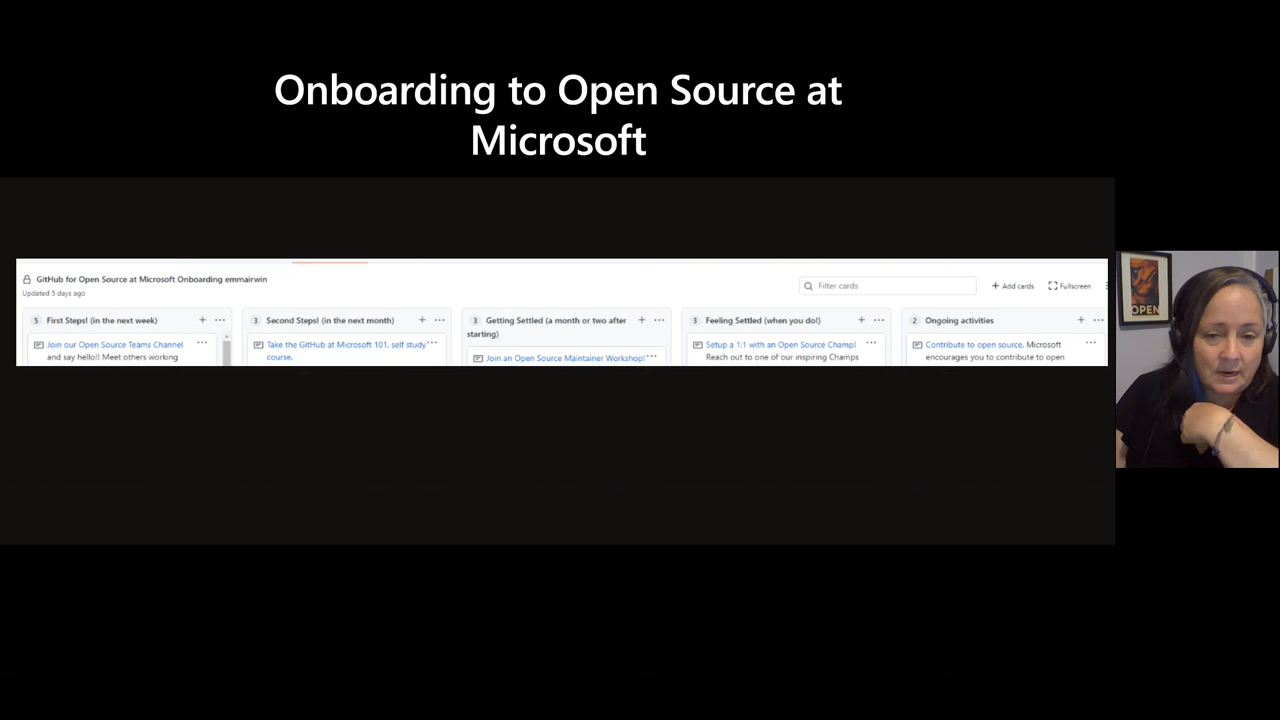 Onboarding to Open Source at
Microsoft
GitHub for Open Source at Microsoft Onboarding emmairwin
Updated 5 days ago
Filter cards
+ Add cards
Fullscreen
5 First Steps! (in the next week)
Join our Open Source Teams Channel
and say hello!! Meet others working
3 Second Steps! (in the next month)
Take the GitHub at Microsoft 101, self study
course.
3 Getting Settled (a month or two after
starting)
Join an Open Source Maintainer Workshop!
3 Feeling Settled (when you do!)
Setup a 1:1 with an Open Source Champ!
Reach out to one of our inspiring Champs
2 Ongoing activities
Contribute to open source, Microsoft
encourages you to contribute to open
OPEN